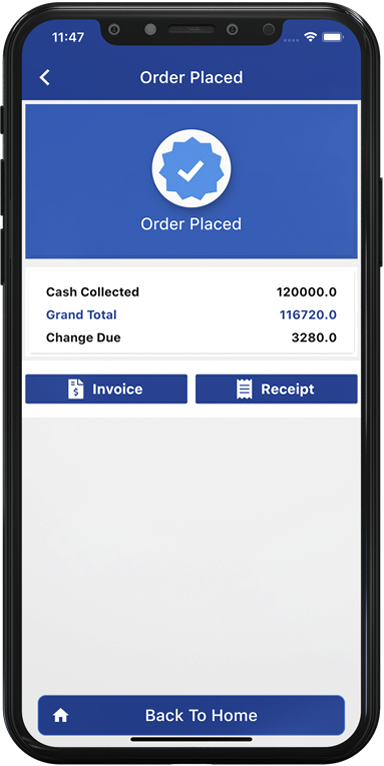 11:47
Order Placed
Order Placed
Cash Collected 120000.0
Grand Total 116720.0
Change Due 3280.0
Invoice Receipt
Back To Home